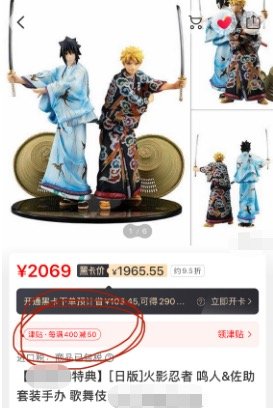 1/6
¥2069 黑卡价 ¥1965.55 约9.5折
开通黑卡下单预计省¥103.45,可得290... 立即开卡>
津贴·每满400减50 领津贴>
【 特典】[日版]火影忍者 鸣人&佐助
套装手办 歌舞伎